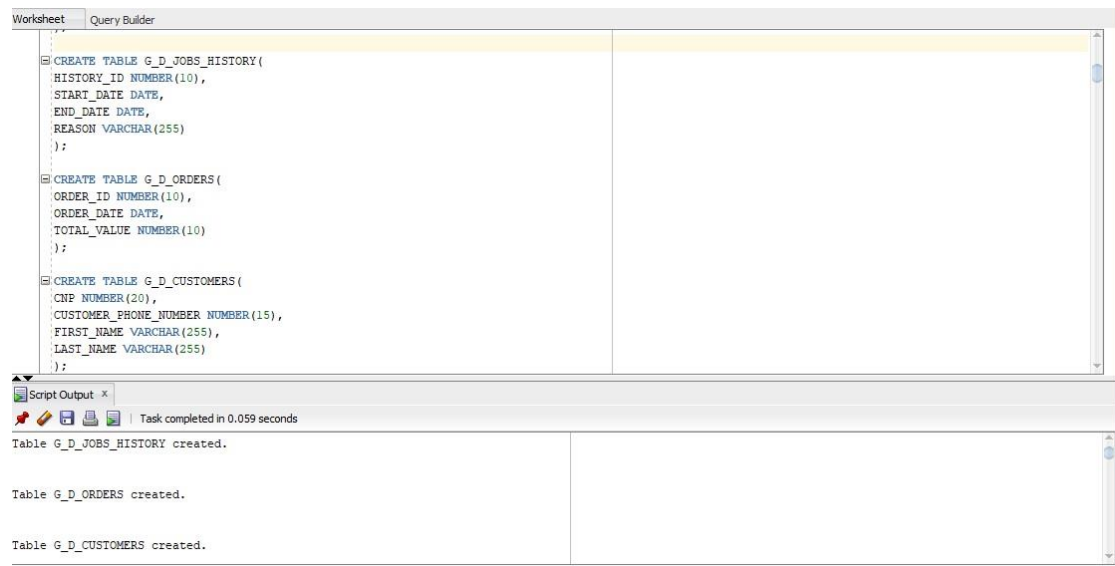 Worksheet Query Builder
);
CREATE TABLE G_D_JOBS_HISTORY(
HISTORY_ID NUMBER(10),
START_DATE DATE,
END_DATE DATE,
REASON VARCHAR(255)
);
CREATE TABLE G_D_ORDERS(
ORDER_ID NUMBER(10),
ORDER_DATE DATE,
TOTAL_VALUE NUMBER(10)
);
CREATE TABLE G_D_CUSTOMERS(
CNP NUMBER(20),
CUSTOMER_PHONE_NUMBER NUMBER(15),
FIRST_NAME VARCHAR(255),
LAST_NAME VARCHAR(255)
);
Script Output x
Task completed in 0.059 seconds
Table G_D_JOBS_HISTORY created.
Table G_D_ORDERS created.
Table G_D_CUSTOMERS created.